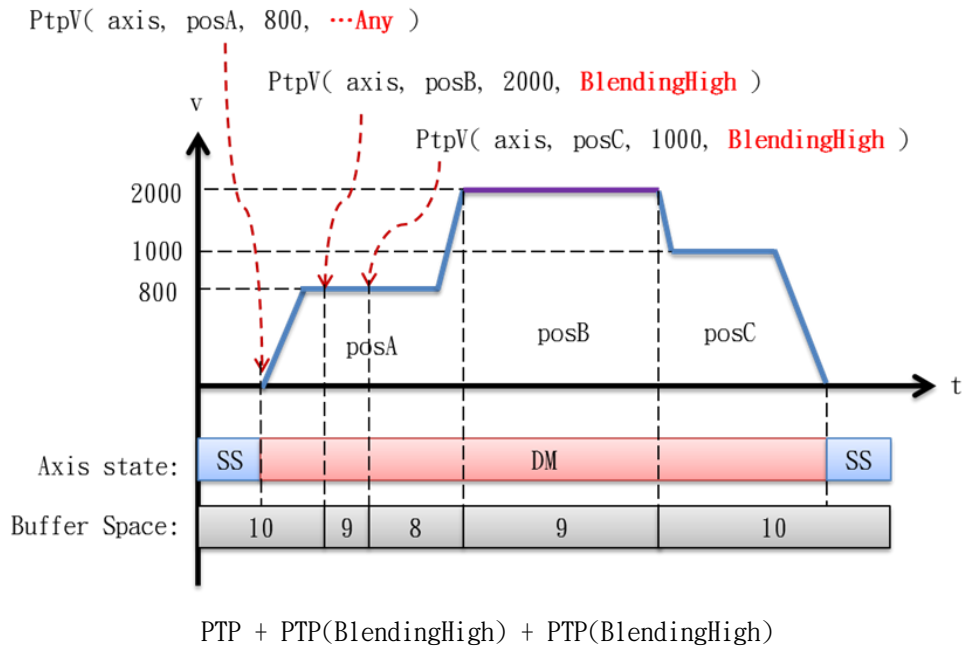 PtpV( axis, posA, 800, …Any )
PtpV( axis, posB, 2000, BlendingHigh )
PtpV( axis, posC, 1000, BlendingHigh )
v
2000
1000
800
posA
posB
posC
t
Axis state:
SS
DM
SS
Buffer Space:
10
9
8
9
10
PTP + PTP(BlendingHigh) + PTP(BlendingHigh)